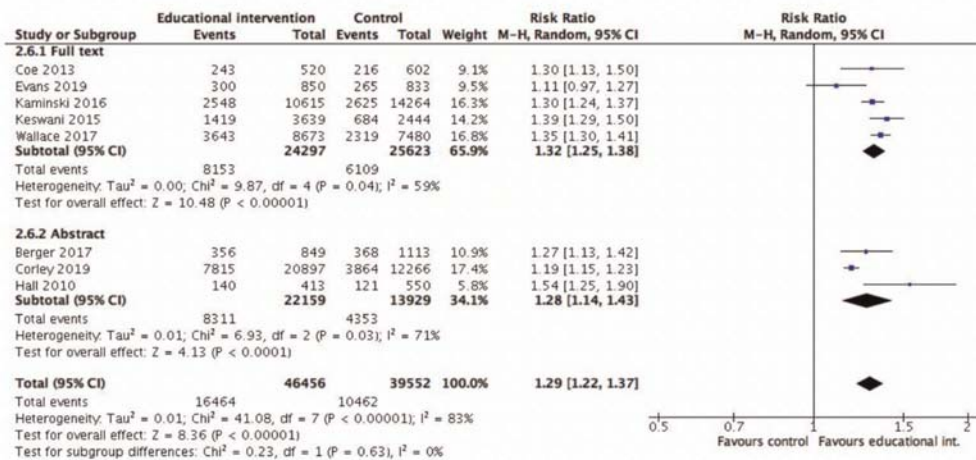 Educational intervention Control Risk Ratio Risk Ratio
Study or Subgroup Events Total Events Total Weight M-H, Random, 95% CI M-H, Random, 95% CI
2.6.1 Full text
Coe 2013 243 520 216 602 9.1% 1.30 [1.13, 1.50]
Evans 2019 300 850 265 833 9.5% 1.11 [0.97, 1.27]
Kaminski 2016 2548 10615 2625 14264 16.3% 1.30 [1.24, 1.37]
Keswani 2015 1419 3639 684 2444 14.2% 1.39 [1.29, 1.50]
Wallace 2017 3643 8673 2319 7480 16.8% 1.35 [1.30, 1.41]
Subtotal (95% CI) 24297 25623 65.9% 1.32 [1.25, 1.38]
Total events 8153 6109
Heterogeneity: Tau² = 0.00; Chi² = 9.87, df = 4 (P = 0.04); I² = 59%
Test for overall effect: Z = 10.48 (P < 0.00001)
2.6.2 Abstract
Berger 2017 356 849 368 1113 10.9% 1.27 [1.13, 1.42]
Corley 2019 7815 20897 3864 12266 17.4% 1.19 [1.15, 1.23]
Hall 2010 140 413 121 550 5.8% 1.54 [1.25, 1.90]
Subtotal (95% CI) 22159 13929 34.1% 1.28 [1.14, 1.43]
Total events 8311 4353
Heterogeneity: Tau² = 0.01; Chi² = 6.93, df = 2 (P = 0.03); I² = 71%
Test for overall effect: Z = 4.13 (P < 0.0001)
Total (95% CI) 46456 39552 100.0% 1.29 [1.22, 1.37]
Total events 16464 10462
Heterogeneity: Tau² = 0.01; Chi² = 41.08, df = 7 (P < 0.00001); I² = 83%
Test for overall effect: Z = 8.36 (P < 0.00001)
Test for subgroup differences: Chi² = 0.23, df = 1 (P = 0.63), I² = 0%
0.5 0.7 1 1.5 2
Favours control Favours educational int.